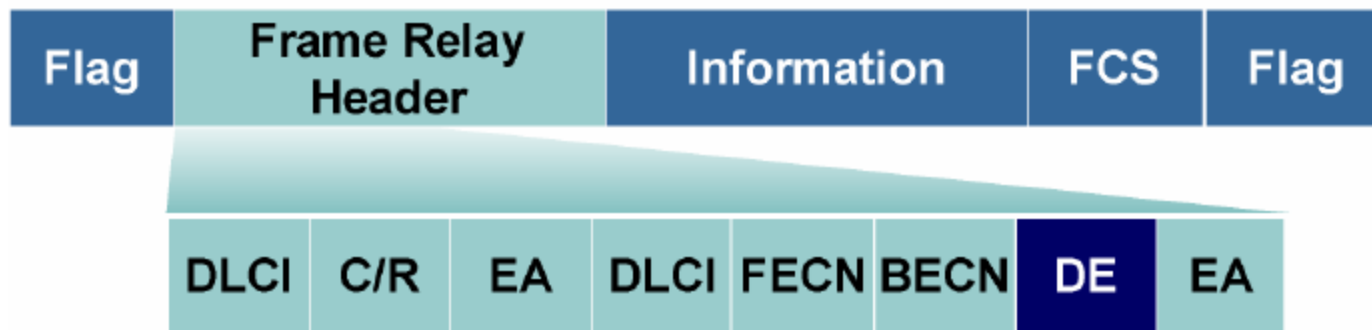 Flag Frame Relay Header Information FCS Flag
DLCI C/R EA DLCI FECN BECN DE EA